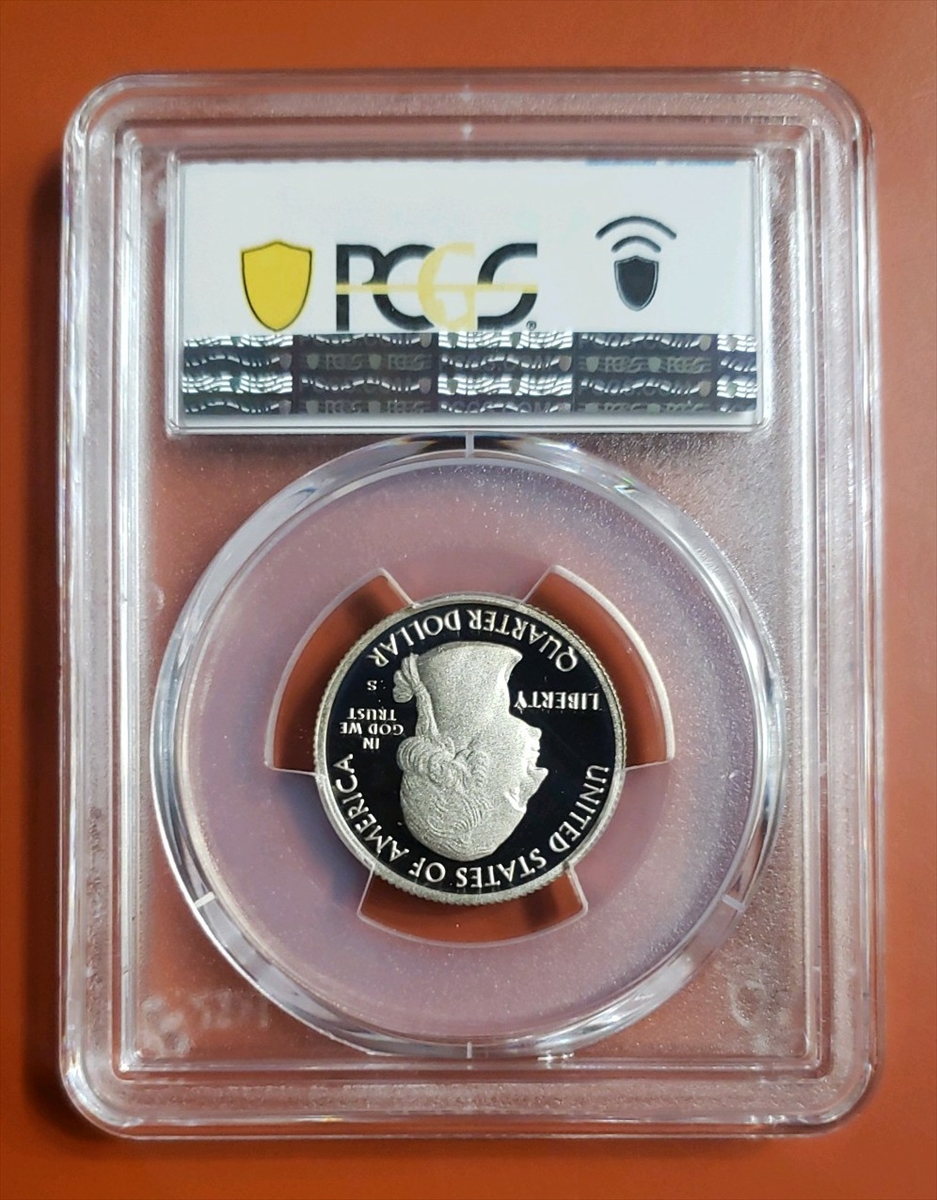 PCGS®
UNITED STATES OF AMERICA
LIBERTY
IN
GOD WE
TRUST
S
QUARTER DOLLAR